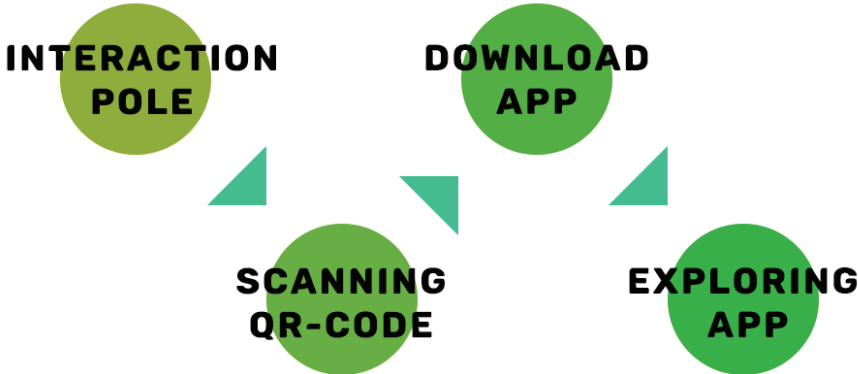 INTERACTION
POLE
SCANNING
QR-CODE
DOWNLOAD
APP
EXPLORING
APP